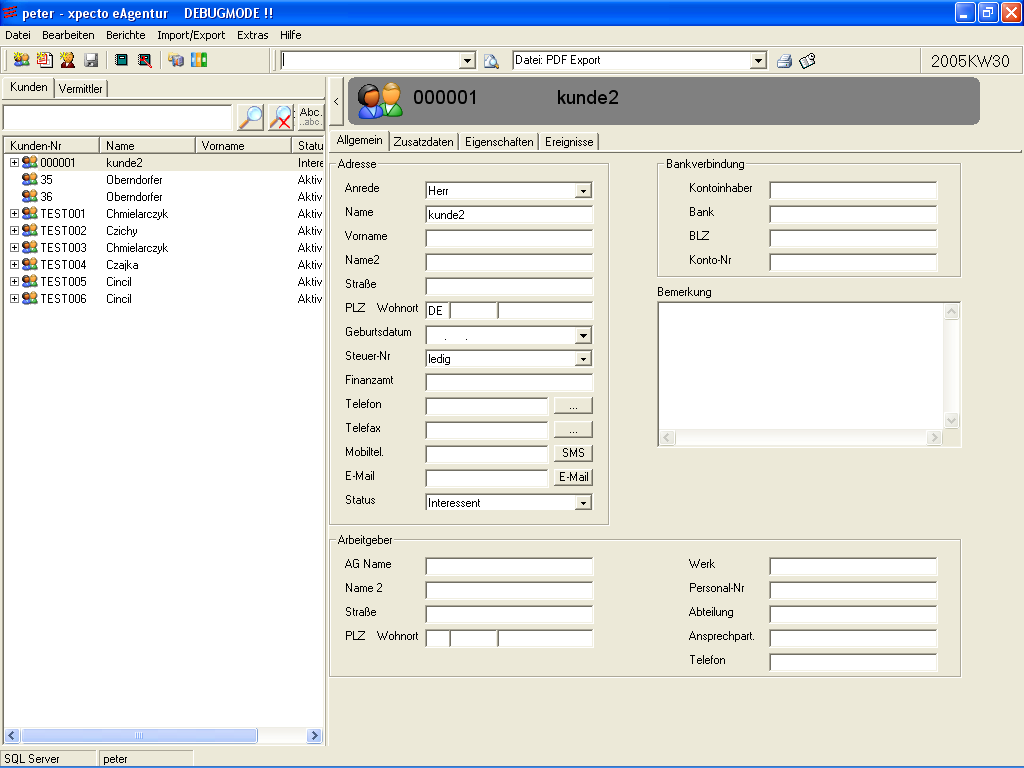 peter - xpecto eAgentur DEBUGMODE !!
Datei Bearbeiten Berichte Import/Export Extras Hilfe
Datei: PDF Export
2005KW30
Kunden Vermittler
Abc.
..abc.
Kunden-Nr Name Vorname Statu
000001 kunde2 Intere
35 Oberndorfer Aktiv
36 Oberndorfer Aktiv
TEST001 Chmielarczyk Aktiv
TEST002 Czichy Aktiv
TEST003 Chmielarczyk Aktiv
TEST004 Czajka Aktiv
TEST005 Cincil Aktiv
TEST006 Cincil Aktiv
< 000001 kunde2
Allgemein Zusatzdaten Eigenschaften Ereignisse
Adresse
Anrede Herr
Name kunde2
Vorname
Name2
Straße
PLZ Wohnort DE
Geburtsdatum . .
Steuer-Nr ledig
Finanzamt
Telefon ...
Telefax ...
Mobiltel. SMS
E-Mail E-Mail
Status Interessent
Bankverbindung
Kontoinhaber
Bank
BLZ
Konto-Nr
Bemerkung
Arbeitgeber
AG Name
Name 2
Straße
PLZ Wohnort
Werk
Personal-Nr
Abteilung
Ansprechpart.
Telefon
SQL Server peter